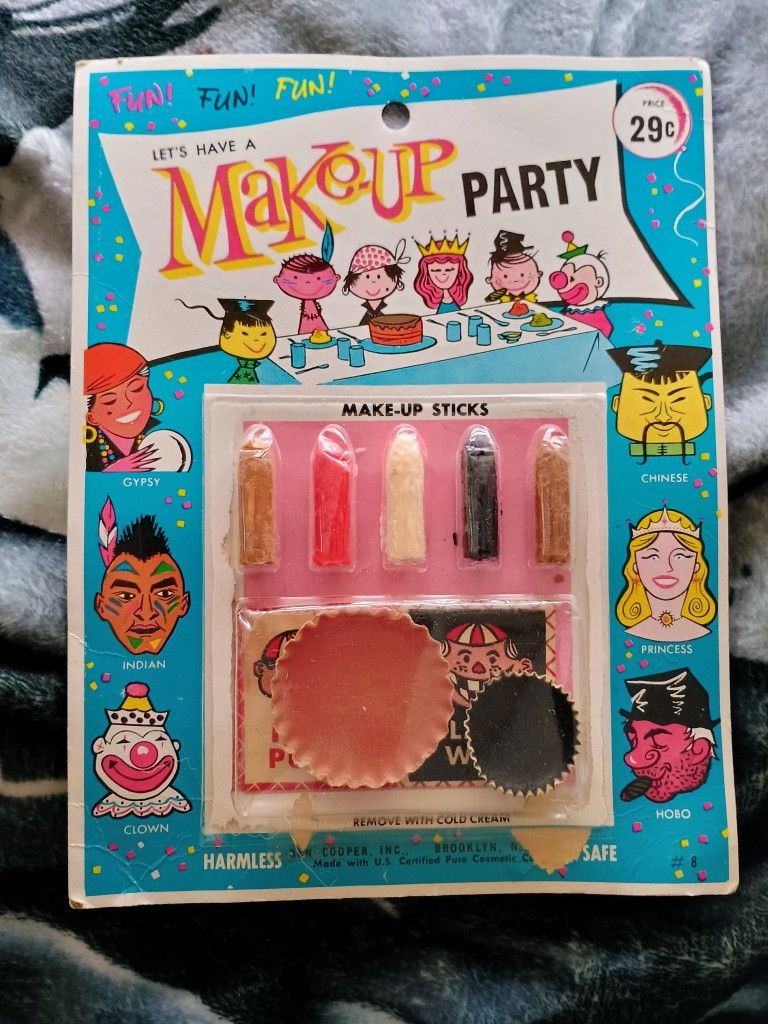 FUN! FUN! FUN!
PRICE
29¢
LET'S HAVE A
MAKE-UP PARTY
MAKE-UP STICKS
GYPSY
CHINESE
INDIAN
PRINCESS
CLOWN
HOBO
REMOVE WITH COLD CREAM
HARMLESS
COOPER, INC., BROOKLYN, N.
Made with U.S. Certified Pure Cosmetic
SAFE
# 8